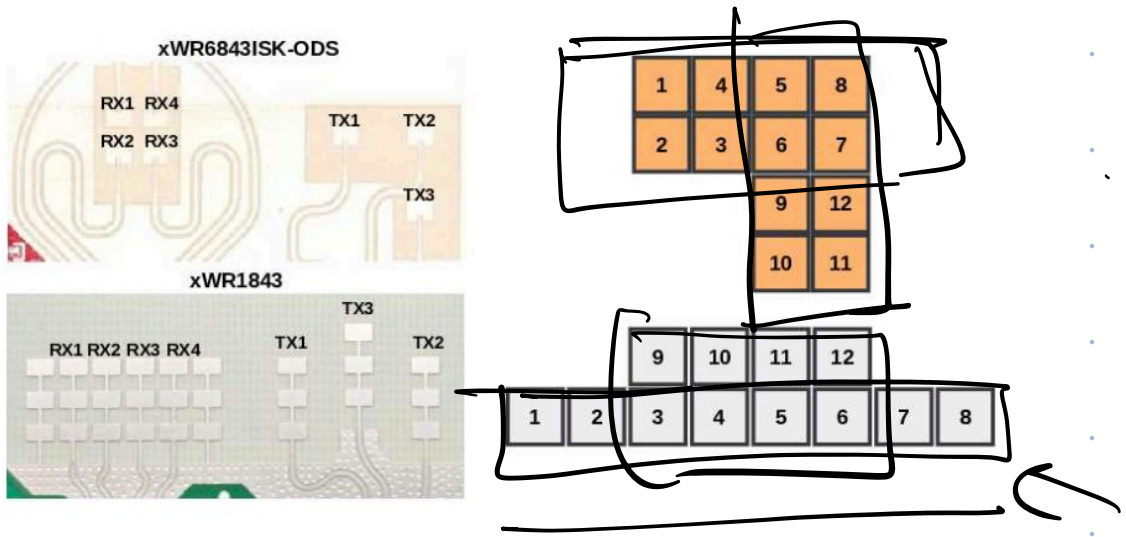 xWR6843ISK-ODS
RX1 RX4
RX2 RX3
TX1 TX2
TX3
1 4 5 8
2 3 6 7
9 12
10 11
xWR1843
RX1 RX2 RX3 RX4
TX1
TX3
TX2
9 10 11 12
1 2 3 4 5 6 7 8